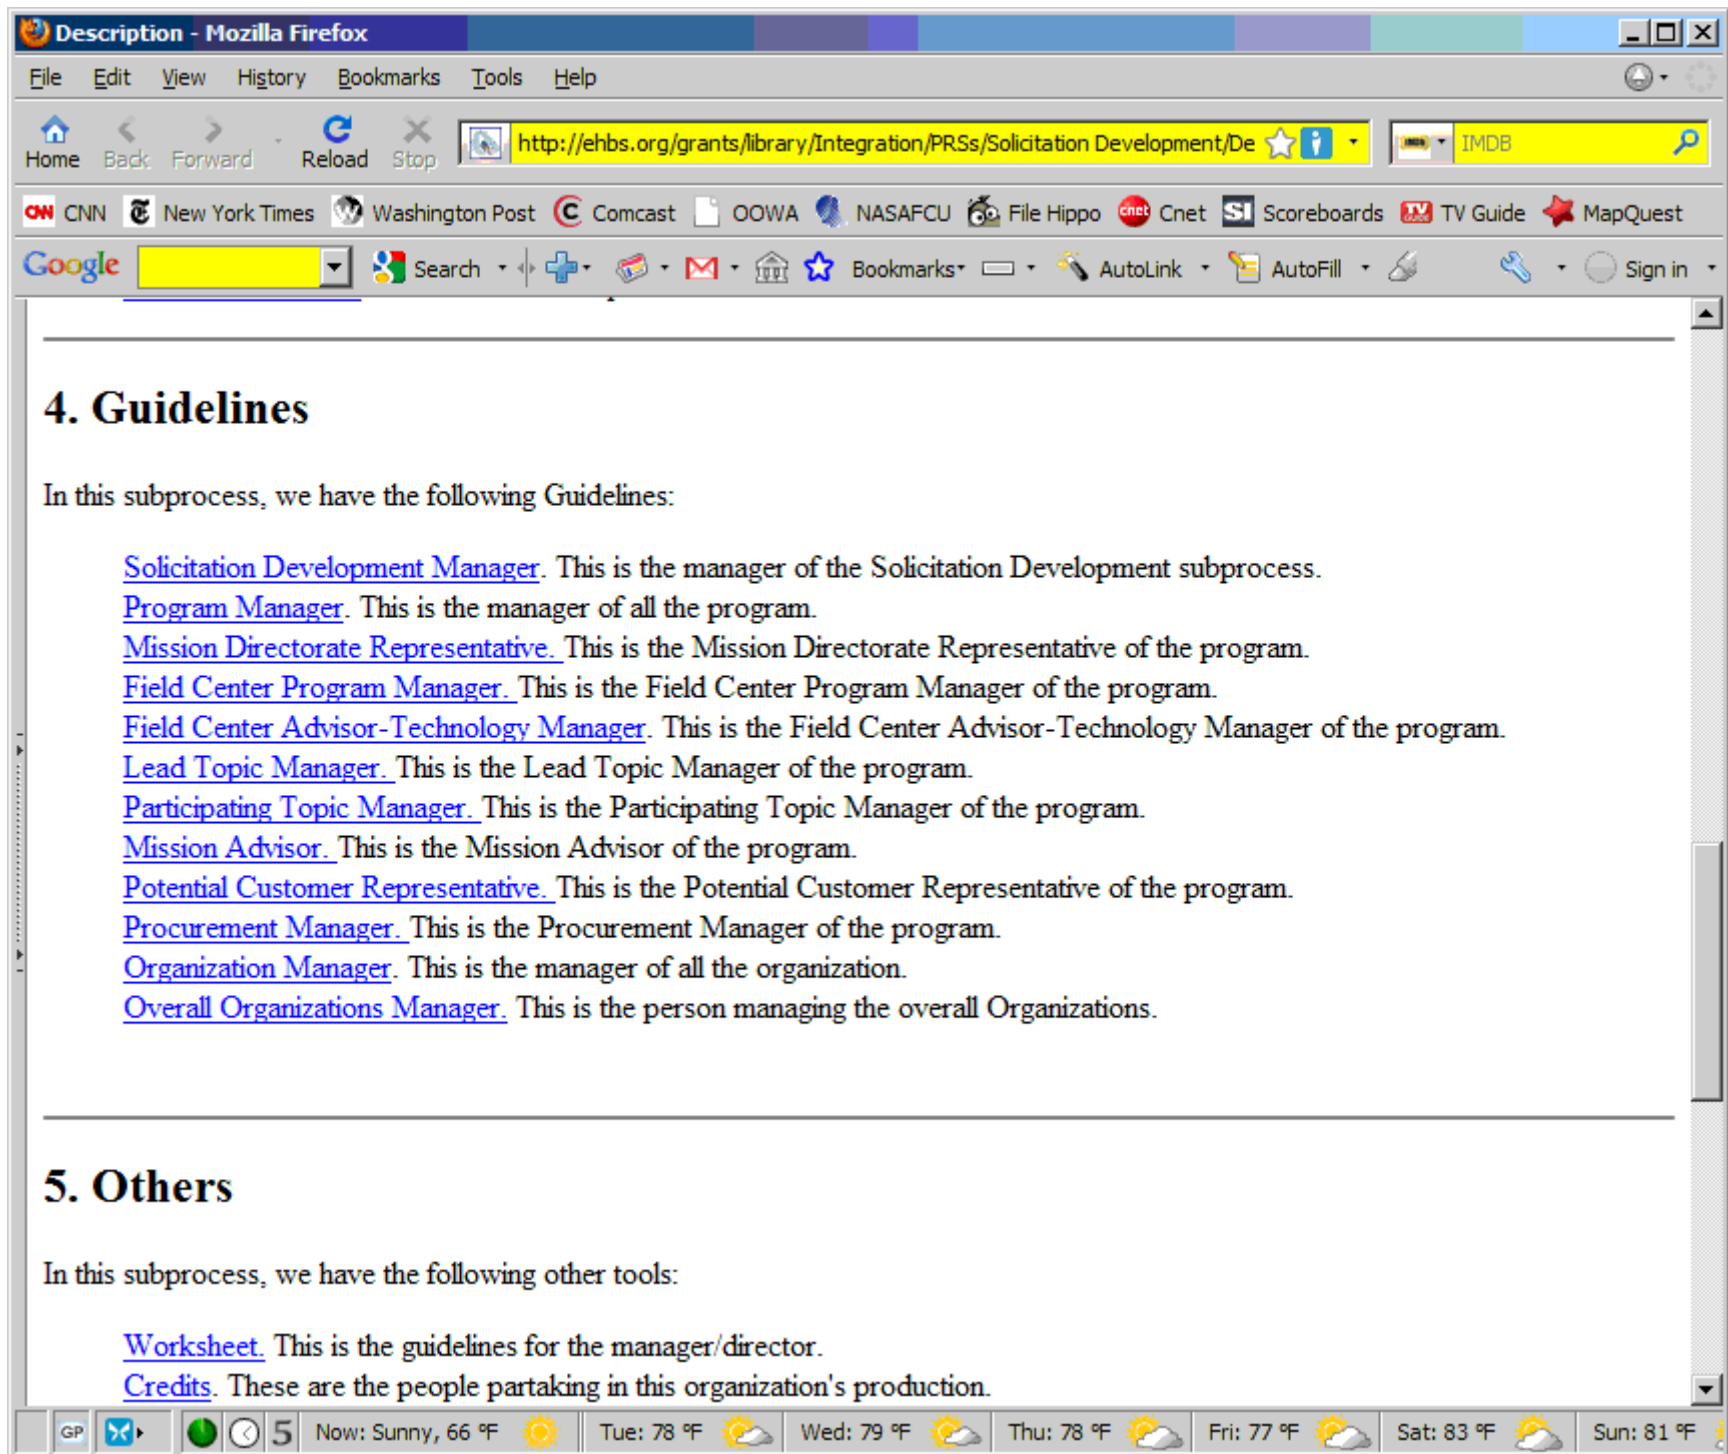 Description - Mozilla Firefox
File Edit View History Bookmarks Tools Help
Home Back Forward Reload Stop http://ehbs.org/grants/library/Integration/PRSs/Solicitation Development/De IMDB
CNN CNN New York Times Washington Post Comcast OOWA NASAFCU File Hippo cnet Cnet SI Scoreboards TV GUIDE TV Guide MapQuest
Google Search Bookmarks AutoLink AutoFill Sign in
4. Guidelines
In this subprocess, we have the following Guidelines:
Solicitation Development Manager. This is the manager of the Solicitation Development subprocess.
Program Manager. This is the manager of all the program.
Mission Directorate Representative. This is the Mission Directorate Representative of the program.
Field Center Program Manager. This is the Field Center Program Manager of the program.
Field Center Advisor-Technology Manager. This is the Field Center Advisor-Technology Manager of the program.
Lead Topic Manager. This is the Lead Topic Manager of the program.
Participating Topic Manager. This is the Participating Topic Manager of the program.
Mission Advisor. This is the Mission Advisor of the program.
Potential Customer Representative. This is the Potential Customer Representative of the program.
Procurement Manager. This is the Procurement Manager of the program.
Organization Manager. This is the manager of all the organization.
Overall Organizations Manager. This is the person managing the overall Organizations.
5. Others
In this subprocess, we have the following other tools:
Worksheet. This is the guidelines for the manager/director.
Credits. These are the people partaking in this organization's production.
GP 5 Now: Sunny, 66 ºF Tue: 78 ºF Wed: 79 ºF Thu: 78 ºF Fri: 77 ºF Sat: 83 ºF Sun: 81 ºF